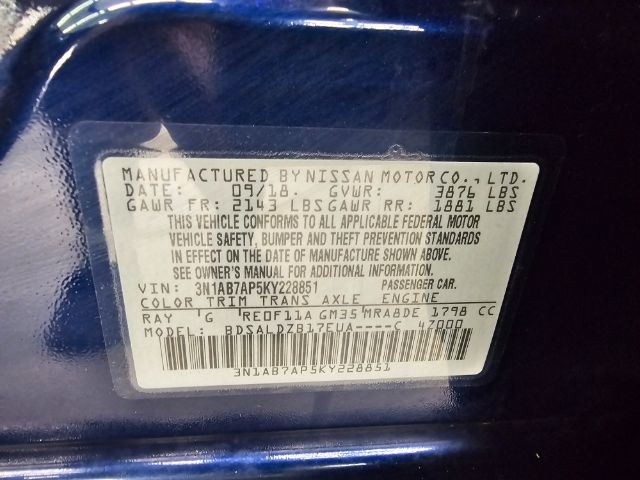 MANUFACTURED BY NISSAN MOTOR CO., LTD.
DATE: 09/18. GVWR: 3876 LBS
GAWR FR: 2143 LBS GAWR RR: 1881 LBS
THIS VEHICLE CONFORMS TO ALL APPLICABLE FEDERAL MOTOR
VEHICLE SAFETY, BUMPER AND THEFT PREVENTION STANDARDS
IN EFFECT ON THE DATE OF MANUFACTURE SHOWN ABOVE.
SEE OWNER'S MANUAL FOR ADDITIONAL INFORMATION.
VIN: 3N1AB7AP5KY228851 PASSENGER CAR.
COLOR TRIM TRANS AXLE ENGINE
RAY G RE0F11A GM35 MRA8DE 1798 CC
MODEL BDSALDZB17EUA----C 47000
3N1AB7AP5KY228851